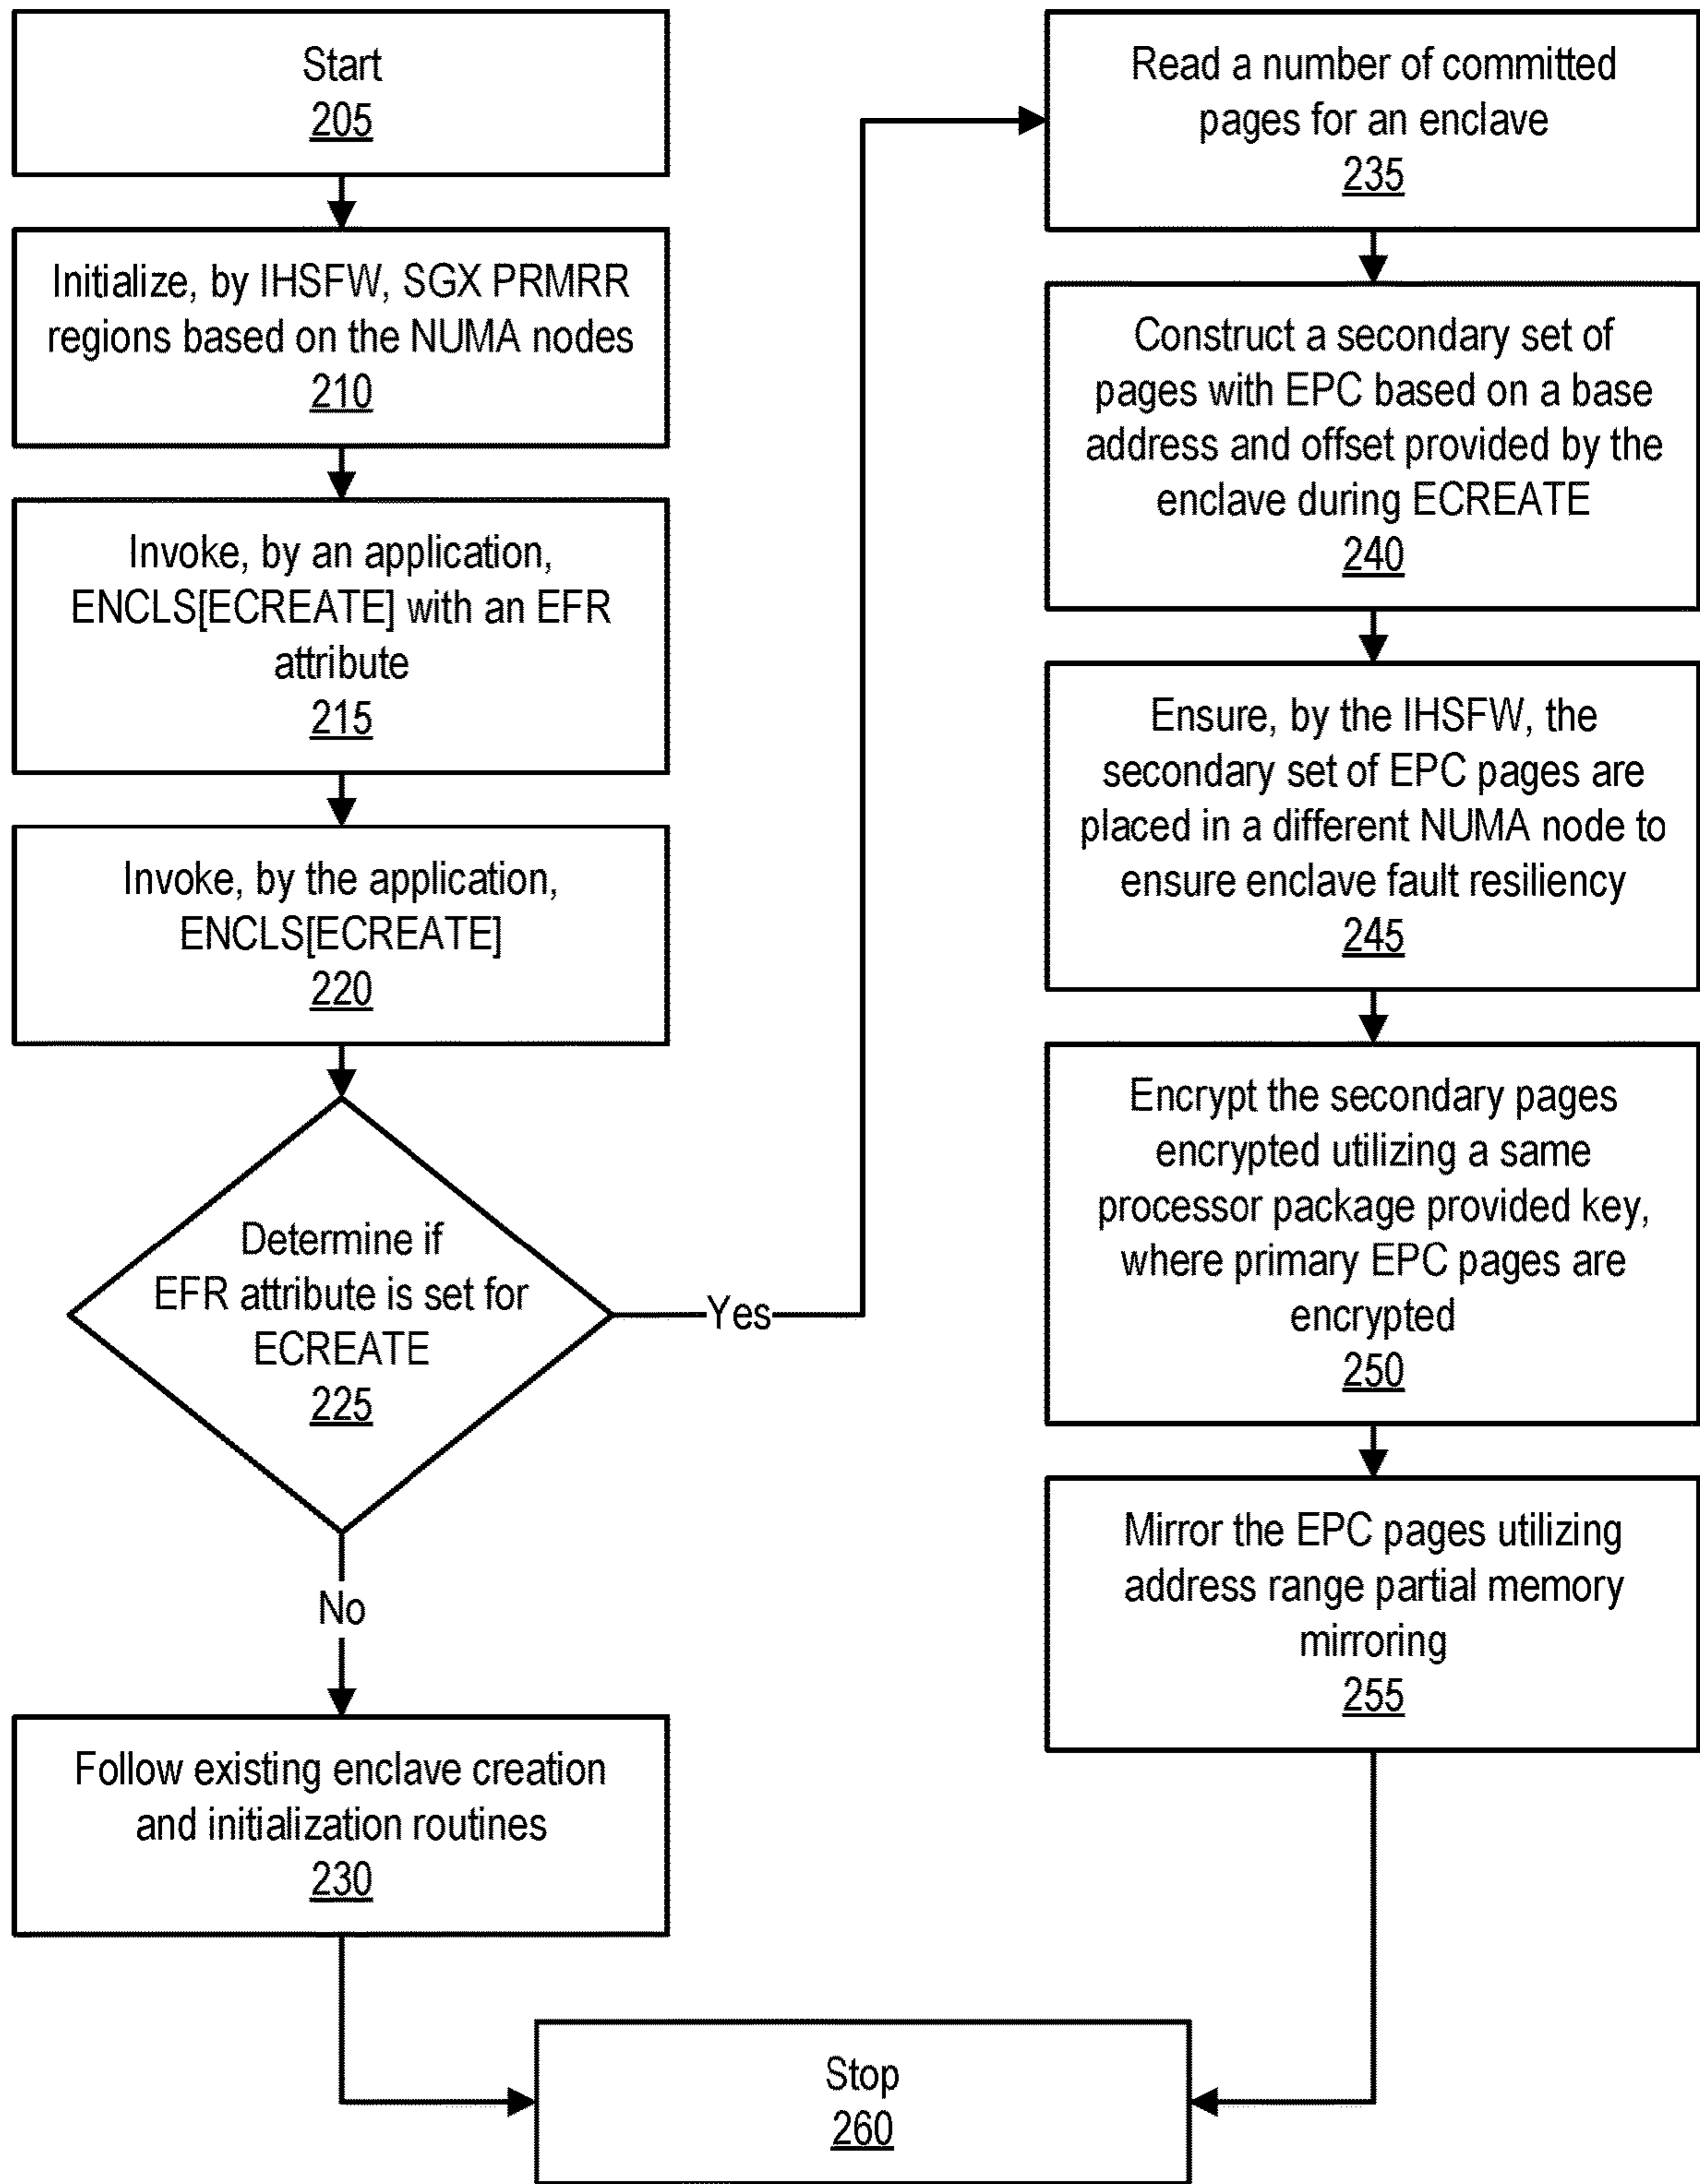 Start
205
Initialize, by IHSFW, SGX PRMRR
regions based on the NUMA nodes
210
Invoke, by an application,
ENCLS[ECREATE] with an EFR
attribute
215
Invoke, by the application,
ENCLS[ECREATE]
220
Determine if
EFR attribute is set for
ECREATE
225
Yes
No
Follow existing enclave creation
and initialization routines
230
Read a number of committed
pages for an enclave
235
Construct a secondary set of
pages with EPC based on a base
address and offset provided by the
enclave during ECREATE
240
Ensure, by the IHSFW, the
secondary set of EPC pages are
placed in a different NUMA node to
ensure enclave fault resiliency
245
Encrypt the secondary pages
encrypted utilizing a same
processor package provided key,
where primary EPC pages are
encrypted
250
Mirror the EPC pages utilizing
address range partial memory
mirroring
255
Stop
260